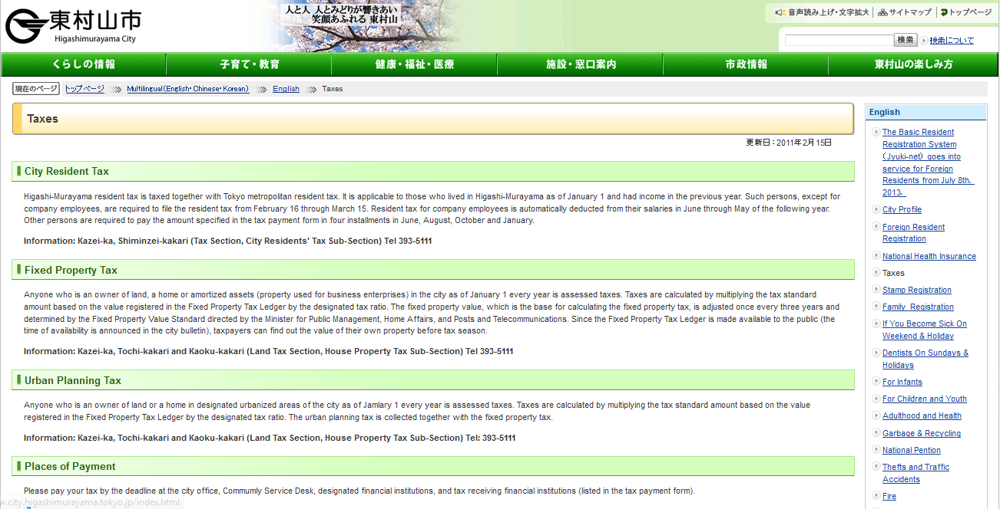 東村山市
Higashimurayama City
人と人 人とみどりが響きあい
笑顔あふれる 東村山
音声読み上げ・文字拡大
サイトマップ
トップページ
検索
検索について
くらしの情報
子育て・教育
健康・福祉・医療
施設・窓口案内
市政情報
東村山の楽しみ方
現在のページ
トップページ
Multilingual(English・Chinese・Korean)
English
Taxes
Taxes
更新日:2011年2月15日
City Resident Tax
Higashi-Murayama resident tax is taxed together with Tokyo metropolitan resident tax. It is applicable to those who lived in Higashi-Murayama as of January 1 and had income in the previous year. Such persons, except for
company employees, are required to file the resident tax from February 16 through March 15. Resident tax for company employees is automatically deducted from their salaries in June through May of the following year.
Other persons are required to pay the amount specified in the tax payment form in four installments in June, August, October and January.
Information: Kazei-ka, Shiminzei-kakari (Tax Section, City Residents' Tax Sub-Section) Tel 393-5111
Fixed Property Tax
Anyone who is an owner of land, a home or amortized assets (property used for business enterprises) in the city as of January 1 every year is assessed taxes. Taxes are calculated by multiplying the tax standard
amount based on the value registered in the Fixed Property Tax Ledger by the designated tax ratio. The fixed property value, which is the base for calculating the fixed property tax, is adjusted once every three years and
determined by the Fixed Property Value Standard directed by the Minister for Public Management, Home Affairs, and Posts and Telecommunications. Since the Fixed Property Tax Ledger is made available to the public (the
time of availability is announced in the city bulletin), taxpayers can find out the value of their own property before tax season.
Information: Kazei-ka, Tochi-kakari and Kaoku-kakari (Land Tax Section, House Property Tax Sub-Section) Tel 393-5111
Urban Planning Tax
Anyone who is an owner of land or a home in designated urbanized areas of the city as of Jamlary 1 every year is assessed taxes. Taxes are calculated by multiplying the tax standard amount based on the value
registered in the Fixed Property Tax Ledger by the designated tax ratio. The urban planning tax is collected together with the fixed property tax.
Information: Kazei-ka, Tochi-kakari and Kaoku-kakari (Land Tax Section, House Property Tax Sub-Section) Tel: 393-5111
Places of Payment
Please pay your tax by the deadline at the city office, Commumly Service Desk, designated financial institutions, and tax receiving financial institutions (listed in the tax payment form).
w.city.higashimurayama.tokyo.jp/index.html
English
The Basic Resident
Registration System
(Jyuki-net) goes into
service for Foreign
Residents from July 8th、
2013.
City Profile
Foreign Resident
Registration
National Health Insurance
Taxes
Stamp Registration
Family Registration
If You Become Sick On
Weekend & Holiday
Dentists On Sundays &
Holidays
For Infants
For Children and Youth
Adulthood and Health
Garbage & Recycling
National Pention
Thefts and Traffic
Accidents
Fire